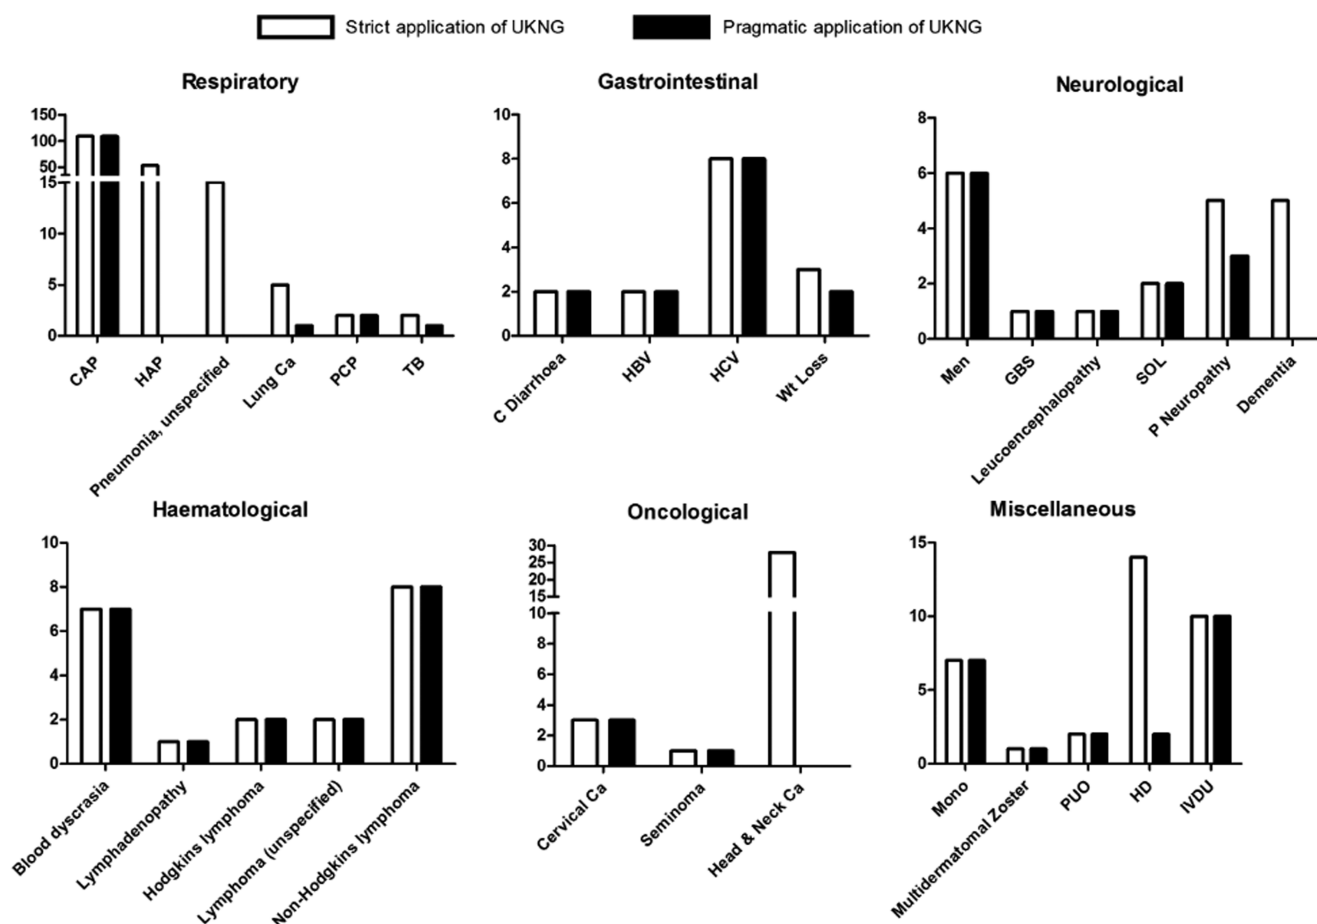 Strict application of UKNG
Pragmatic application of UKNG
Respiratory
150
100
50
15
10
5
0
CAP
HAP
Pneumonia, unspecified
Lung Ca
PCP
TB
Gastrointestinal
10
8
6
4
2
0
C Diarrhoea
HBV
HCV
Wt Loss
Neurological
8
6
4
2
0
Men
GBS
Leucoencephalopathy
SOL
P Neuropathy
Dementia
Haematological
10
8
6
4
2
0
Blood dyscrasia
Lymphadenopathy
Hodgkins lymphoma
Lymphoma (unspecified)
Non-Hodgkins lymphoma
Oncological
30
25
20
15
10
8
6
4
2
0
Cervical Ca
Seminoma
Head & Neck Ca
Miscellaneous
15
10
5
0
Mono
Multidermatomal Zoster
PUO
HD
IVDU